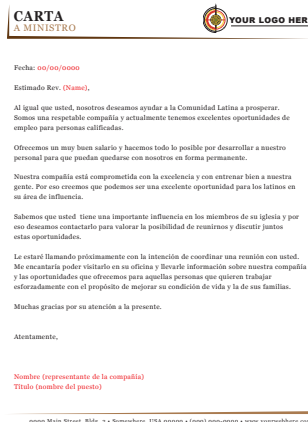 CARTA
A MINISTRO
YOUR LOGO HER
Fecha: 00/00/0000
Estimado Rev. (Name),
Al igual que usted, nosotros deseamos ayudar a la Comunidad Latina a prosperar.
Somos una respetable compañía y actualmente tenemos excelentes oportunidades de
empleo para personas calificadas.
Ofrecemos un muy buen salario y hacemos todo lo posible por desarrollar a nuestro
personal para que puedan quedarse con nosotros en forma permanente.
Nuestra compañía está comprometida con la excelencia y con entrenar bien a nuestra
gente. Por eso creemos que podemos ser una excelente oportunidad para los latinos en
su área de influencia.
Sabemos que usted tiene una importante influencia en los miembros de su iglesia y por
eso deseamos contactarlo para valorar la posibilidad de reunirnos y discutir juntos
estas oportunidades.
Le estaré llamando próximamente con la intención de coordinar una reunión con usted.
Me encantaría poder visitarlo en su oficina y llevarle información sobre nuestra compañía
y las oportunidades que ofrecemos para aquellas personas que quieren trabajar
esforzadamente con el propósito de mejorar su condición de vida y la de sus familias.
Muchas gracias por su atención a la presente.
Atentamente,
Nombre (representante de la compañía)
Titulo (nombre del puesto)